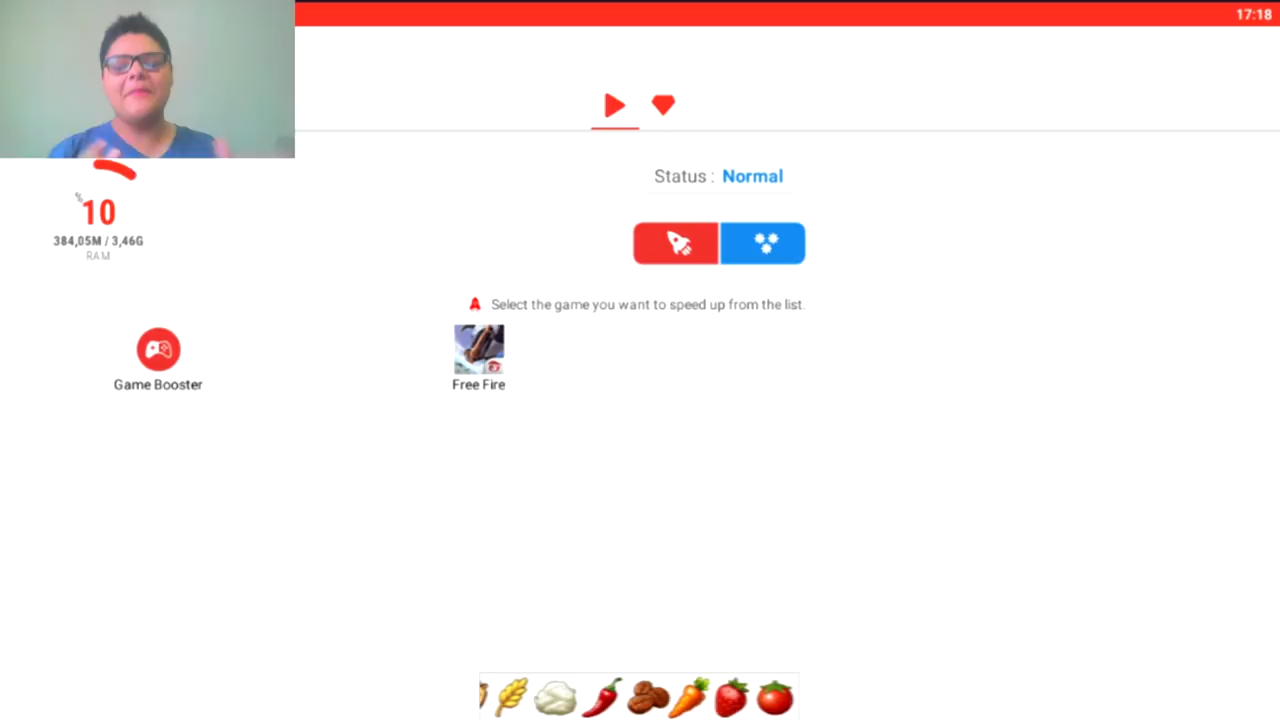 17:18
Status : Normal
% 10
384,05M / 3,46G
RAM
Select the game you want to speed up from the list.
Game Booster
Free Fire